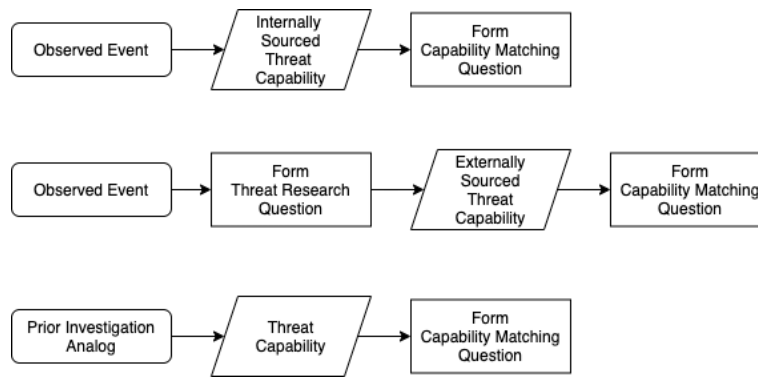 Observed Event
Internally
Sourced
Threat
Capability
Form
Capability Matching
Question
Observed Event
Form
Threat Research
Question
Externally
Sourced
Threat
Capability
Form
Capability Matching
Question
Prior Investigation
Analog
Threat
Capability
Form
Capability Matching
Question